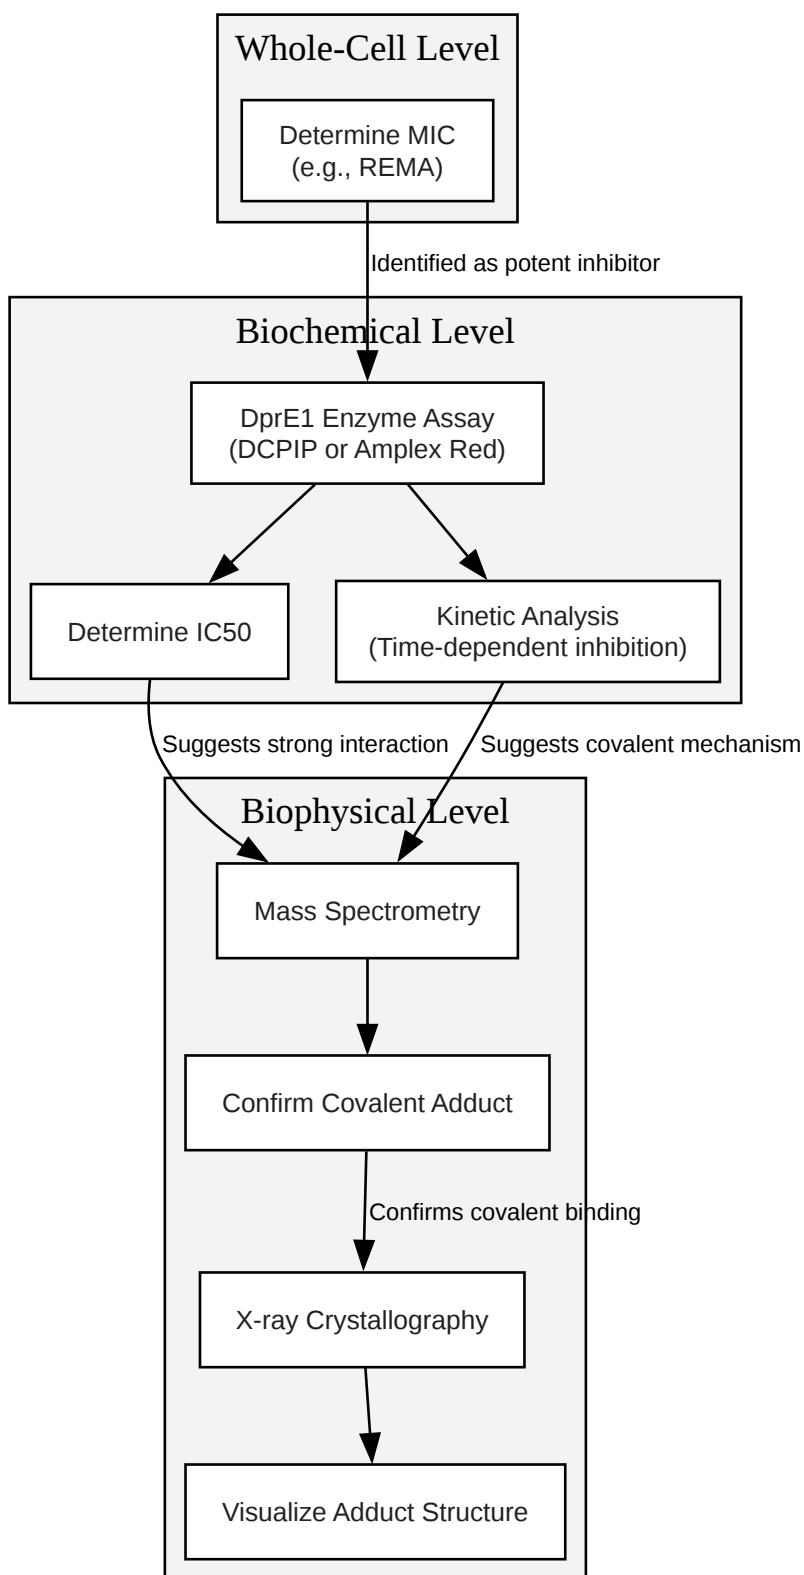 Whole-Cell Level
Determine MIC
(e.g., REMA)
Identified as potent inhibitor
Biochemical Level
DprE1 Enzyme Assay
(DCPIP or Amplex Red)
Determine IC50
Kinetic Analysis
(Time-dependent inhibition)
Suggests strong interaction
Suggests covalent mechanism
Biophysical Level
Mass Spectrometry
Confirm Covalent Adduct
Confirms covalent binding
X-ray Crystallography
Visualize Adduct Structure